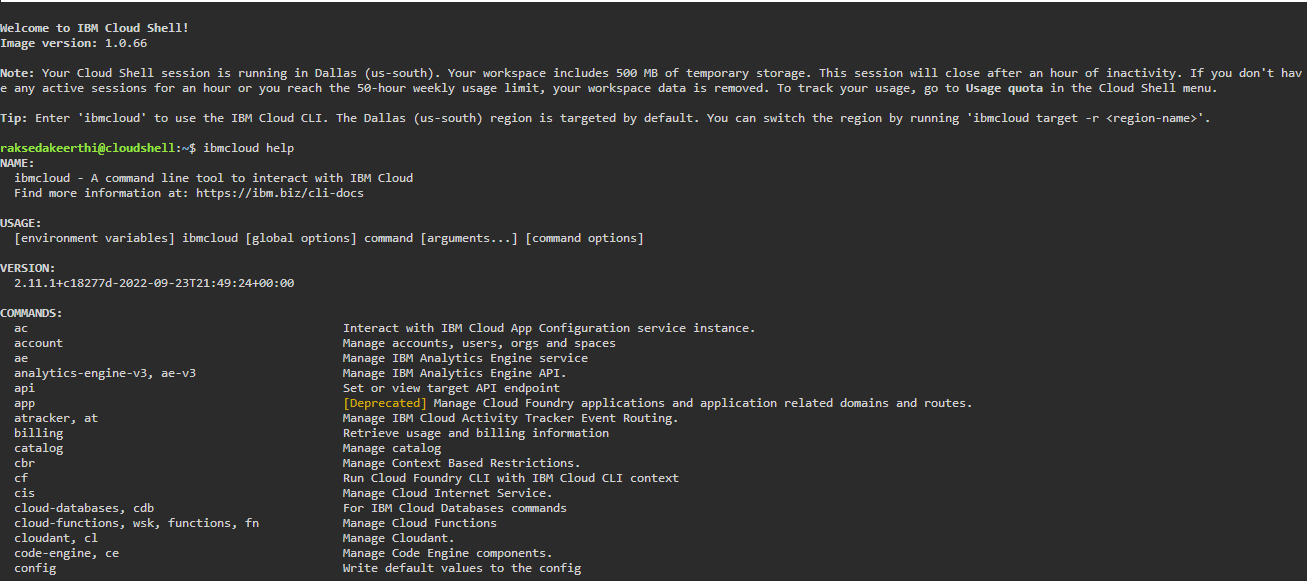 Welcome to IBM Cloud Shell!
Image version: 1.0.66
Note: Your Cloud Shell session is running in Dallas (us-south). Your workspace includes 500 MB of temporary storage. This session will close after an hour of inactivity. If you don't hav
e any active sessions for an hour or you reach the 50-hour weekly usage limit, your workspace data is removed. To track your usage, go to Usage quota in the Cloud Shell menu.
Tip: Enter 'ibmcloud' to use the IBM Cloud CLI. The Dallas (us-south) region is targeted by default. You can switch the region by running 'ibmcloud target -r <region-name>'.
raksedakeerthi@cloudshell:~$ ibmcloud help
NAME:
ibmcloud - A command line tool to interact with IBM Cloud
Find more information at: https://ibm.biz/cli-docs
USAGE:
[environment variables] ibmcloud [global options] command [arguments...] [command options]
VERSION:
2.11.1+c18277d-2022-09-23T21:49:24+00:00
COMMANDS:
ac Interact with IBM Cloud App Configuration service instance.
account Manage accounts, users, orgs and spaces
ae Manage IBM Analytics Engine service
analytics-engine-v3, ae-v3 Manage IBM Analytics Engine API.
api Set or view target API endpoint
app [Deprecated] Manage Cloud Foundry applications and application related domains and routes.
atracker, at Manage IBM Cloud Activity Tracker Event Routing.
billing Retrieve usage and billing information
catalog Manage catalog
cbr Manage Context Based Restrictions.
cf Run Cloud Foundry CLI with IBM Cloud CLI context
cis Manage Cloud Internet Service.
cloud-databases, cdb For IBM Cloud Databases commands
cloud-functions, wsk, functions, fn Manage Cloud Functions
cloudant, cl Manage Cloudant.
code-engine, ce Manage Code Engine components.
config Write default values to the config